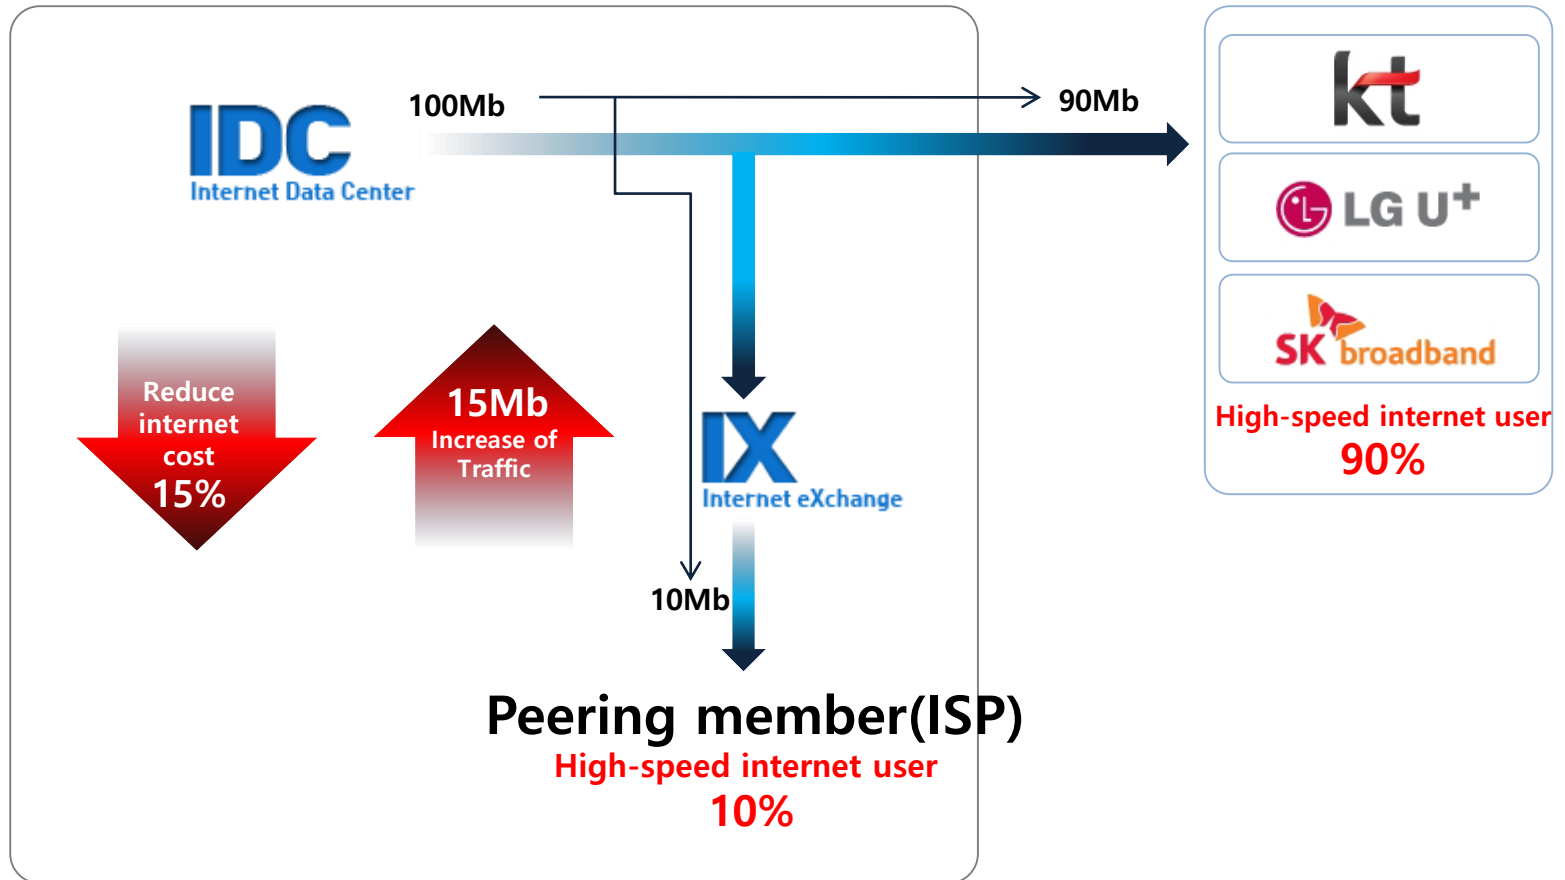 IDC
Internet Data Center
100Mb
90Mb
kt
LG U+
SK broadband
High-speed internet user
90%
Reduce
internet
cost
15%
15Mb
Increase of
Traffic
IX
Internet eXchange
10Mb
Peering member(ISP)
High-speed internet user
10%